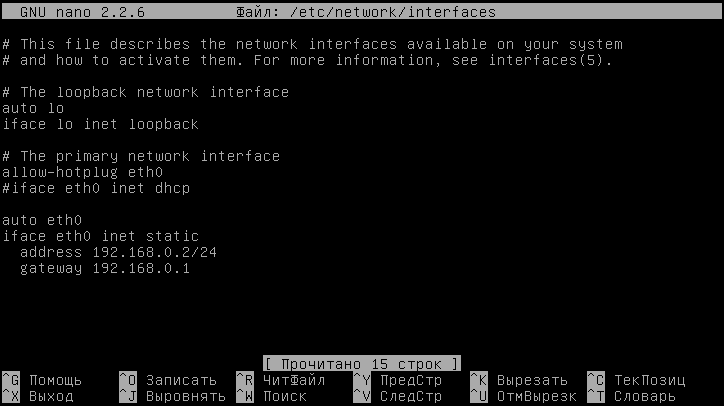 GNU nano 2.2.6 Файл: /etc/network/interfaces
# This file describes the network interfaces available on your system
# and how to activate them. For more information, see interfaces(5).
# The loopback network interface
auto lo
iface lo inet loopback
# The primary network interface
allow-hotplug eth0
#iface eth0 inet dhcp
auto eth0
iface eth0 inet static
address 192.168.0.2/24
gateway 192.168.0.1
[ Прочитано 15 строк ]
^G Помощь ^O Записать ^R ЧитФайл ^Y ПредСтр ^K Вырезать ^C ТекПозиц
^X Выход ^J Выровнять ^W Поиск ^V СледСтр ^U ОтмВырезк ^T Словарь